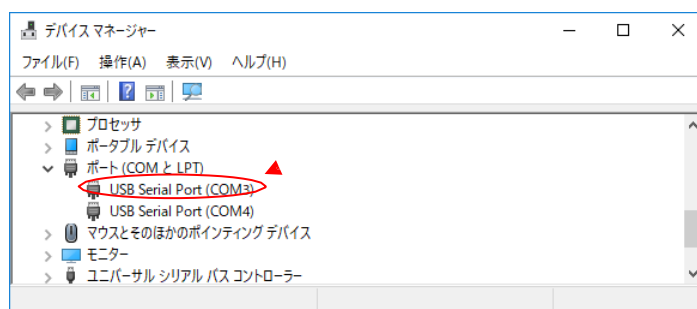 デバイス マネージャー
ファイル(F) 操作(A) 表示(V) ヘルプ(H)
プロセッサ
ポータブル デバイス
ポート (COM と LPT)
USB Serial Port (COM3)
USB Serial Port (COM4)
マウスとそのほかのポインティング デバイス
モニター
ユニバーサル シリアル バス コントローラー